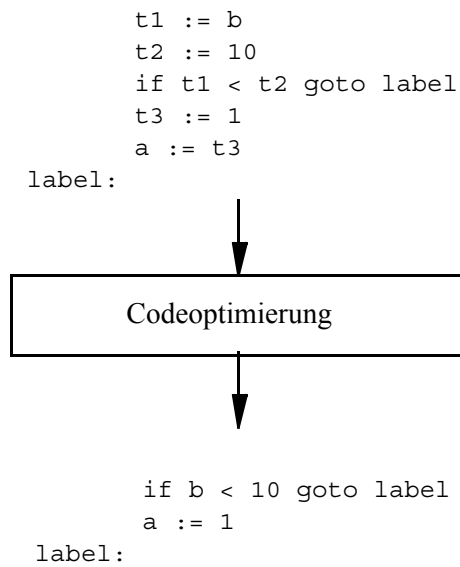 t1 := b
t2 := 10
if t1 < t2 goto label
t3 := 1
a := t3
label:
Codeoptimierung
if b < 10 goto label
a := 1
label: